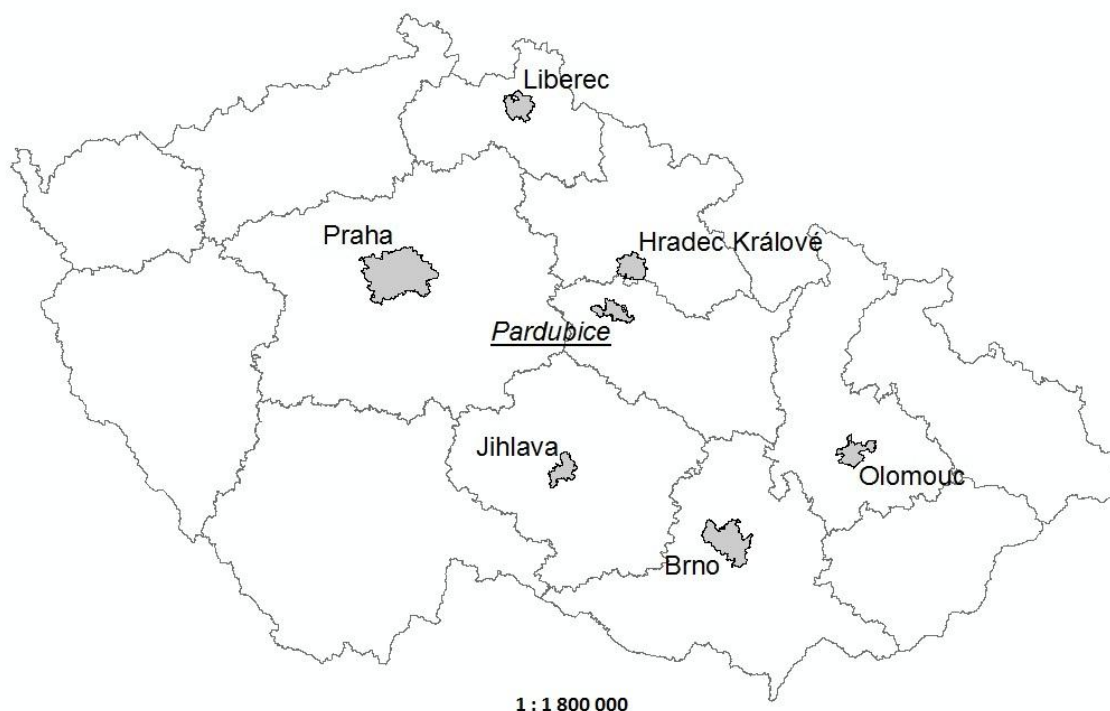 Liberec
Praha
Hradec Králové
Pardubice
Jihlava
Olomouc
Brno
1 : 1 800 000